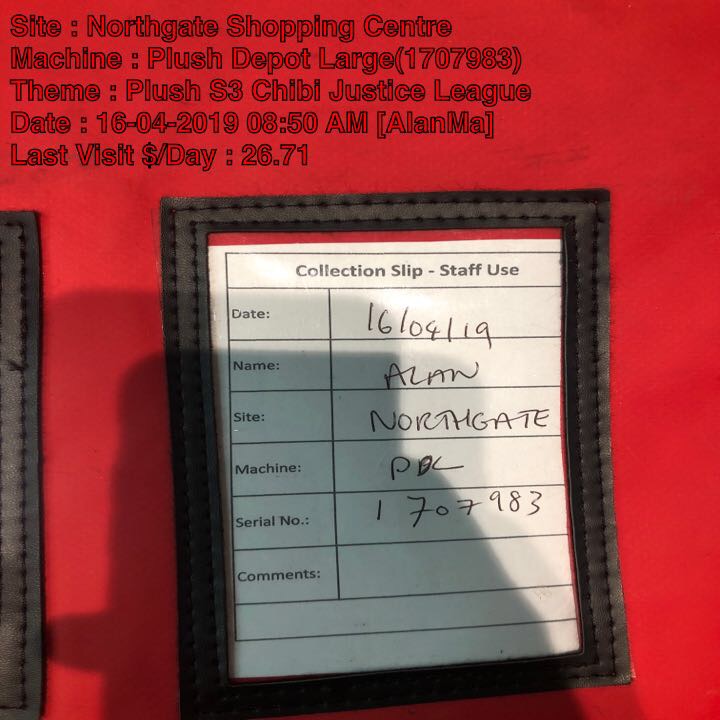 Site : Northgate Shopping Centre
Machine : Plush Depot Large(1707983)
Theme : Plush S3 Chibi Justice League
Date : 16-04-2019 08:50 AM [AlanMa]
Last Visit $/Day : 26.71
Collection Slip - Staff Use
Date: 16/04/19
Name: ALAN
Site: NORTHGATE
Machine: PDL
Serial No.: 1707983
Comments: